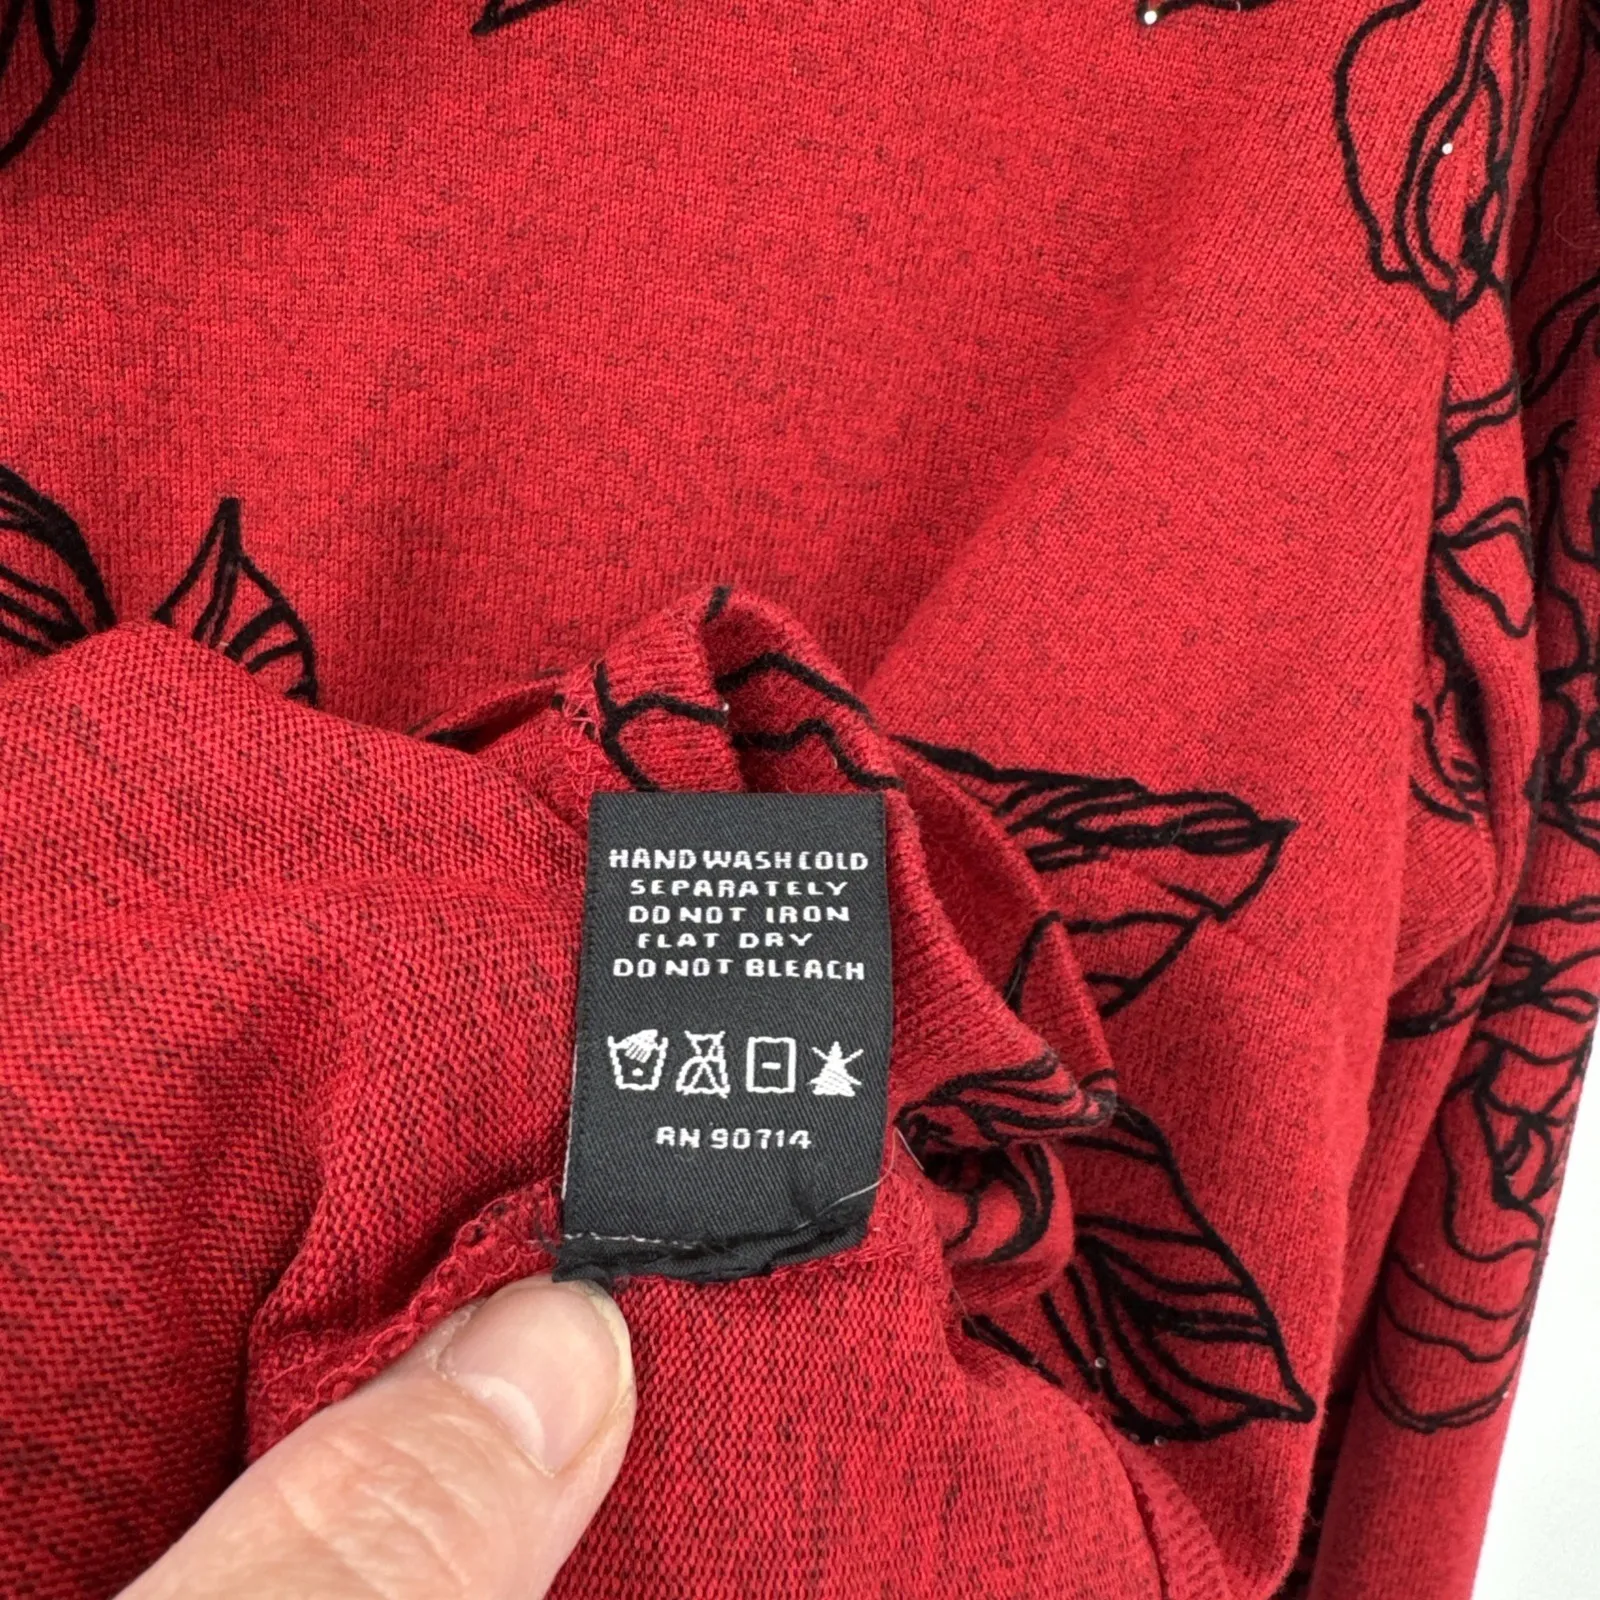 HAND WASH COLD
SEPARATELY
DO NOT IRON
FLAT DRY
DO NOT BLEACH
RN 90714